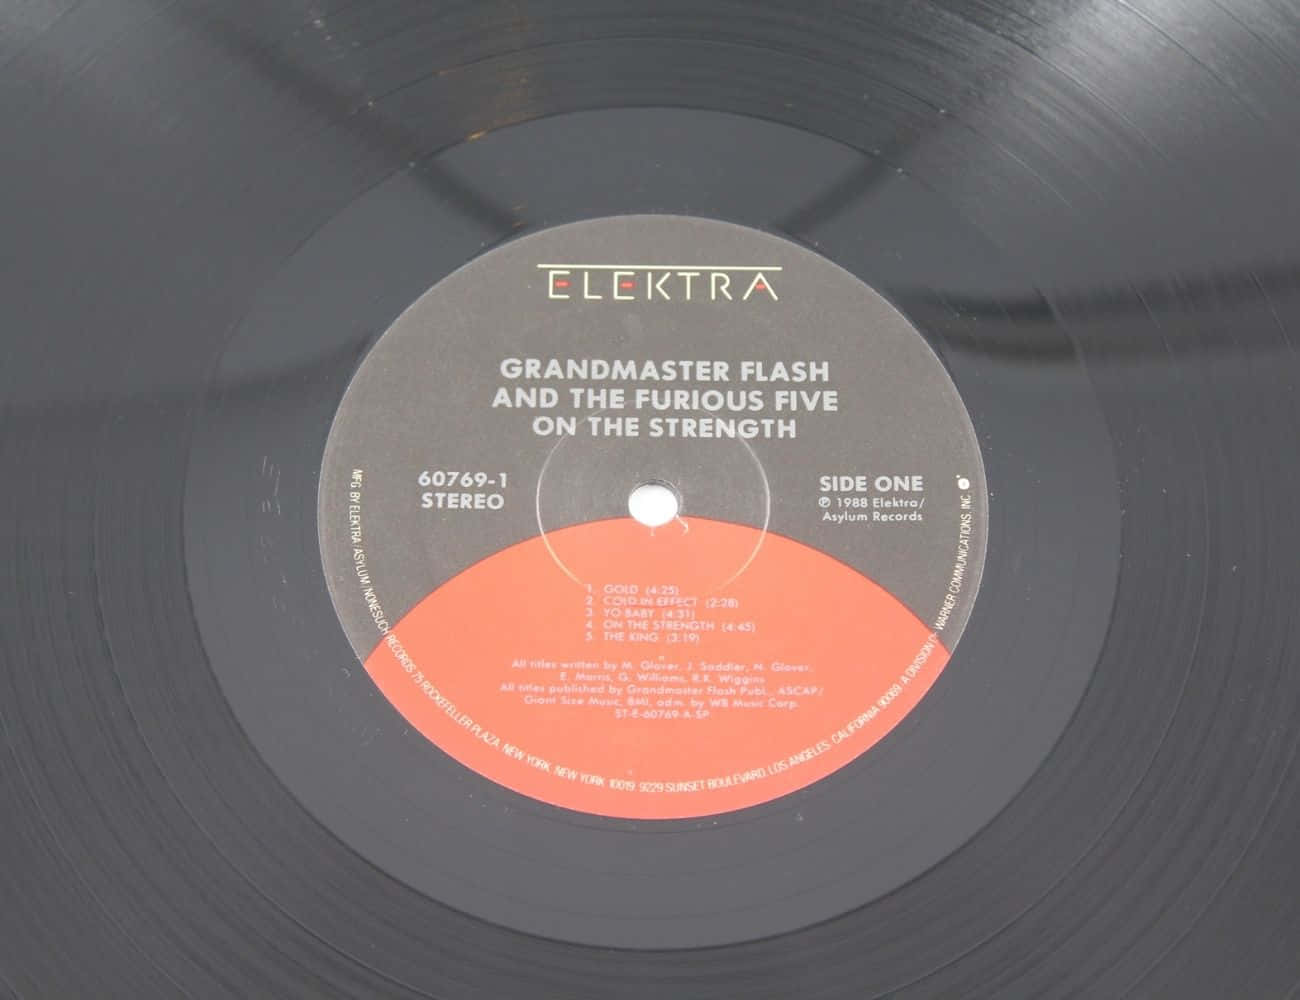 ELEKTRA
GRANDMASTER FLASH
AND THE FURIOUS FIVE
ON THE STRENGTH
60769-1
STEREO
SIDE ONE
℗ 1988 Elektra/
Asylum Records
1. GOLD (4:25)
2. COLD IN EFFECT (2:28)
3. YO BABY (4:31)
4. ON THE STRENGTH (4:45)
5. THE KING (3:19)
All titles written by M. Glover, J. Saddler, N. Glover,
E. Morris, G. Williams, R.K. Wiggins
All titles published by Grandmaster Flash Publ., ASCAP/
Giant Size Music, BMI, adm. by WB Music Corp.
ST-E-60769-A-SP
MFG. BY ELEKTRA/ASYLUM/NONESUCH RECORDS, 75 ROCKEFELLER PLAZA, NEW YORK, NEW YORK 10019. 9229 SUNSET BOULEVARD, LOS ANGELES, CALIFORNIA 90069. A DIVISION OF WARNER COMMUNICATIONS, INC.